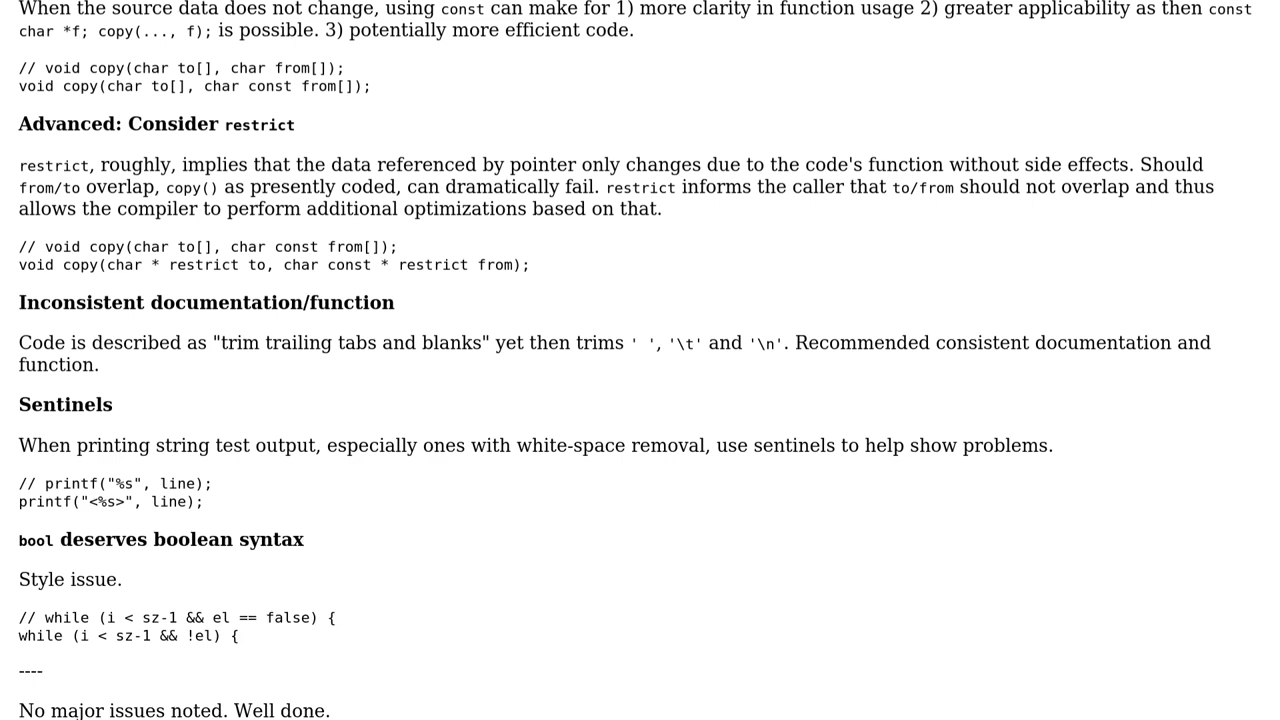 When the source data does not change, using const can make for 1) more clarity in function usage 2) greater applicability as then const
char *f; copy(..., f); is possible. 3) potentially more efficient code.
// void copy(char to[], char from[]);
void copy(char to[], char const from[]);
Advanced: Consider restrict
restrict, roughly, implies that the data referenced by pointer only changes due to the code's function without side effects. Should
from/to overlap, copy() as presently coded, can dramatically fail. restrict informs the caller that to/from should not overlap and thus
allows the compiler to perform additional optimizations based on that.
// void copy(char to[], char const from[]);
void copy(char * restrict to, char const * restrict from);
Inconsistent documentation/function
Code is described as "trim trailing tabs and blanks" yet then trims ' ', '\t' and '\n'. Recommended consistent documentation and
function.
Sentinels
When printing string test output, especially ones with white-space removal, use sentinels to help show problems.
// printf("%s", line);
printf("<%s>", line);
bool deserves boolean syntax
Style issue.
// while (i < sz-1 && el == false) {
while (i < sz-1 && !el) {
----
No major issues noted. Well done.